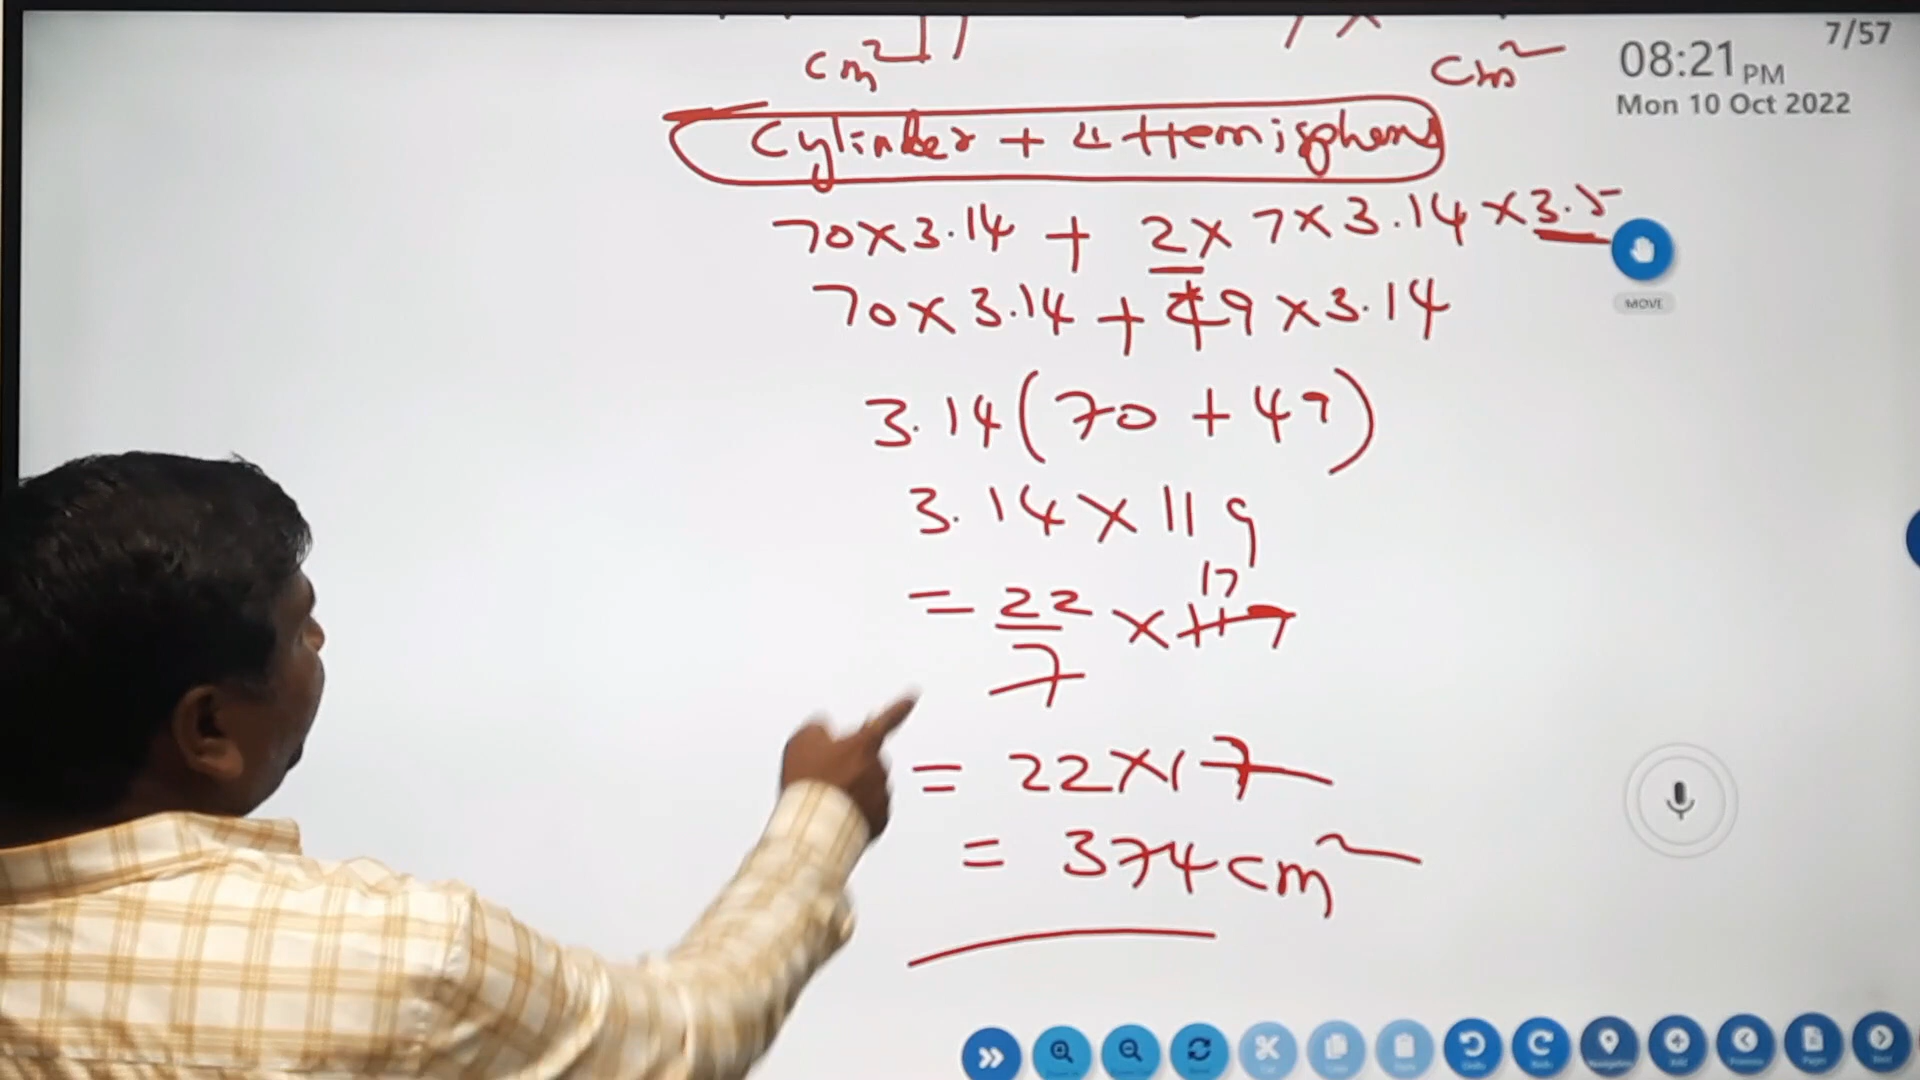 7/57
08:21 PM
Mon 10 Oct 2022
cm²
cm²
Cylinder + 2 Hemisphere
70×3.14 + 2×7×3.14×3.5
70×3.14 + 49×3.14
MOVE
3.14(70+49)
3.14×119
17
= 22/7 ×119
= 22×17
= 374cm²